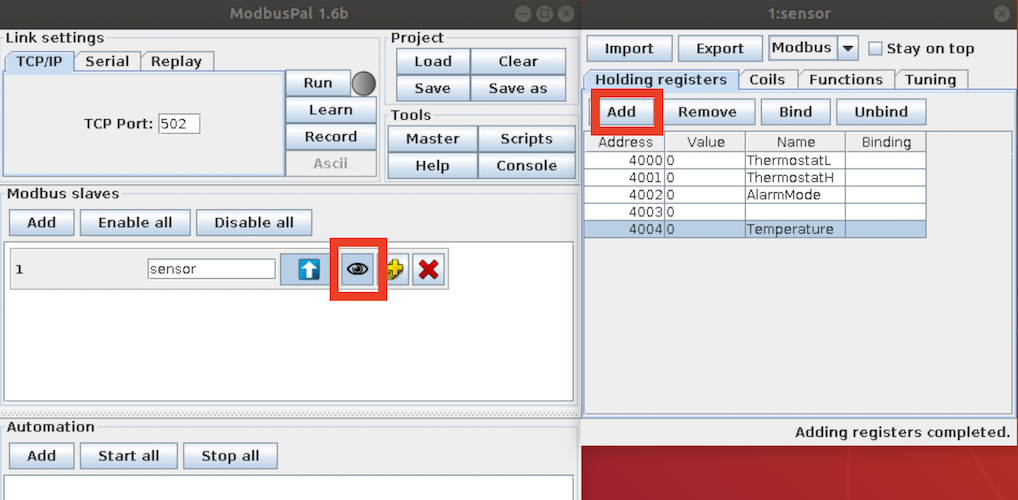 ModbusPal 1.6b
Link settings
TCP/IP Serial Replay
TCP Port: 502
Run
Learn
Record
Ascii
Project
Load Clear
Save Save as
Tools
Master Scripts
Help Console
Modbus slaves
Add Enable all Disable all
1 sensor
Automation
Add Start all Stop all
1:sensor
Import Export Modbus Stay on top
Holding registers Coils Functions Tuning
Add Remove Bind Unbind
Address Value Name Binding
4000 0 ThermostatL
4001 0 ThermostatH
4002 0 AlarmMode
4003 0
4004 0 Temperature
Adding registers completed.